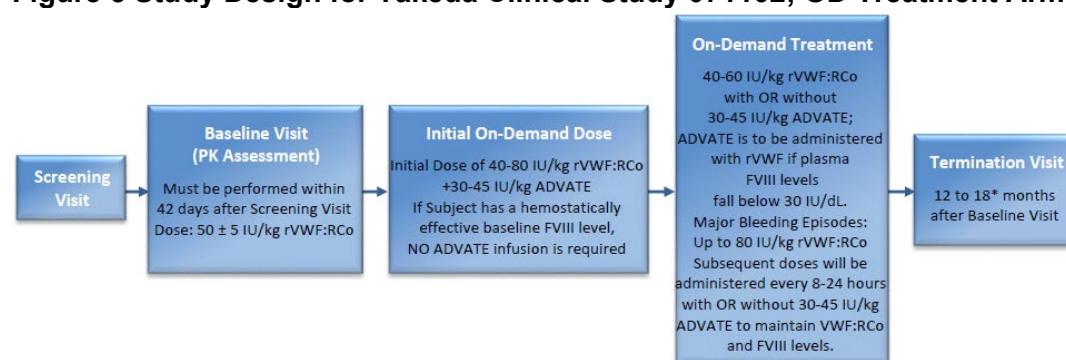 Figure Study Design for Takeda Clinical Study Treatment Arm
Screening
Visit
Baseline Visit
(PK Assessment)
Must be performed within
42 days after Screening Visit
Dose: 50 ± 5 IU/kg rVWF:RCo
Initial On-Demand Dose
Initial Dose of 40-80 IU/kg rVWF:RCo
+30-45 IU/kg ADVATE
If Subject has a hemostatically
effective baseline FVIII level,
NO ADVATE infusion is required
On-Demand Treatment
40-60 IU/kg rVWF:RCo
with OR without
30-45 IU/kg ADVATE;
ADVATE is to be administered
with rVWF if plasma
FVIII levels
fall below 30 IU/dL.
Major Bleeding Episodes:
Up to 80 IU/kg rVWF:RCo
Subsequent doses will be
administered every 8-24 hours
with OR without 30-45 IU/kg
ADVATE to maintain VWF:RCo
and FVIII levels.
Termination Visit
12 to 18* months
after Baseline Visit